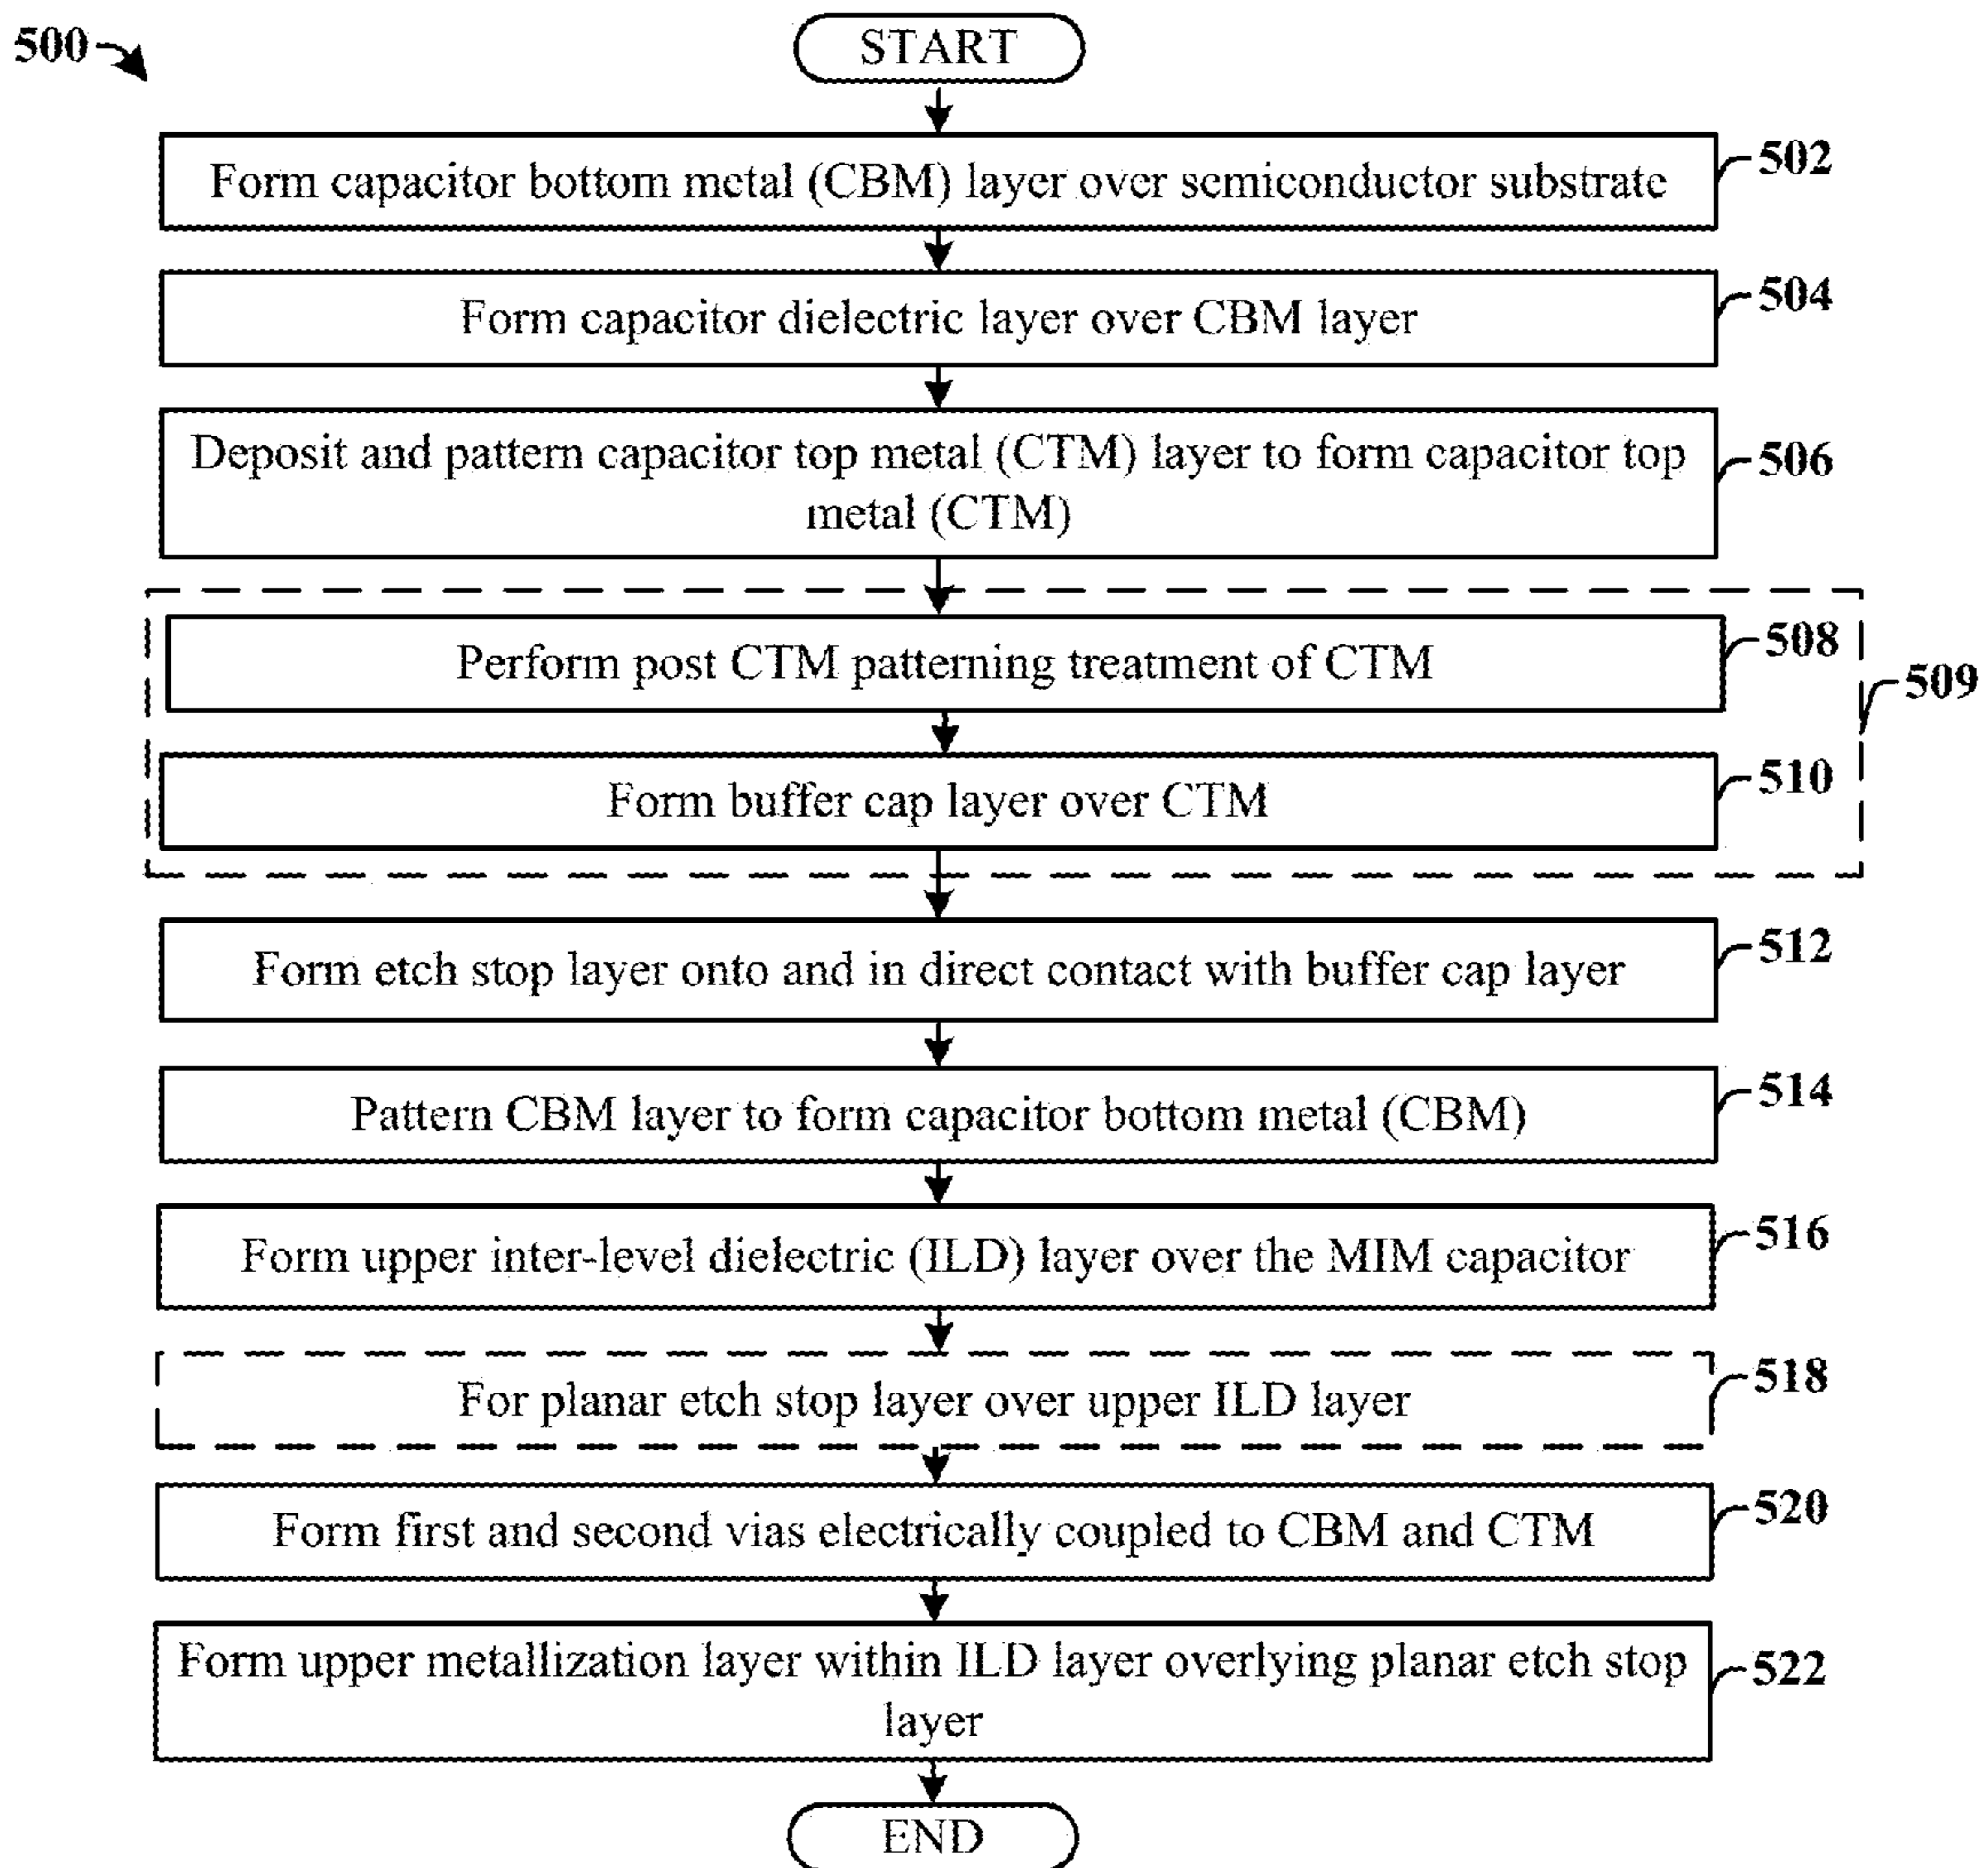 500
START
Form capacitor bottom metal (CBM) layer over semiconductor substrate
502
Form capacitor dielectric layer over CBM layer
504
Deposit and pattern capacitor top metal (CTM) layer to form capacitor top
metal (CTM)
506
Perform post CTM patterning treatment of CTM
508
509
Form buffer cap layer over CTM
510
Form etch stop layer onto and in direct contact with buffer cap layer
512
Pattern CBM layer to form capacitor bottom metal (CBM)
514
Form upper inter-level dielectric (ILD) layer over the MIM capacitor
516
For planar etch stop layer over upper ILD layer
518
Form first and second vias electrically coupled to CBM and CTM
520
Form upper metallization layer within ILD layer overlying planar etch stop
layer
522
END